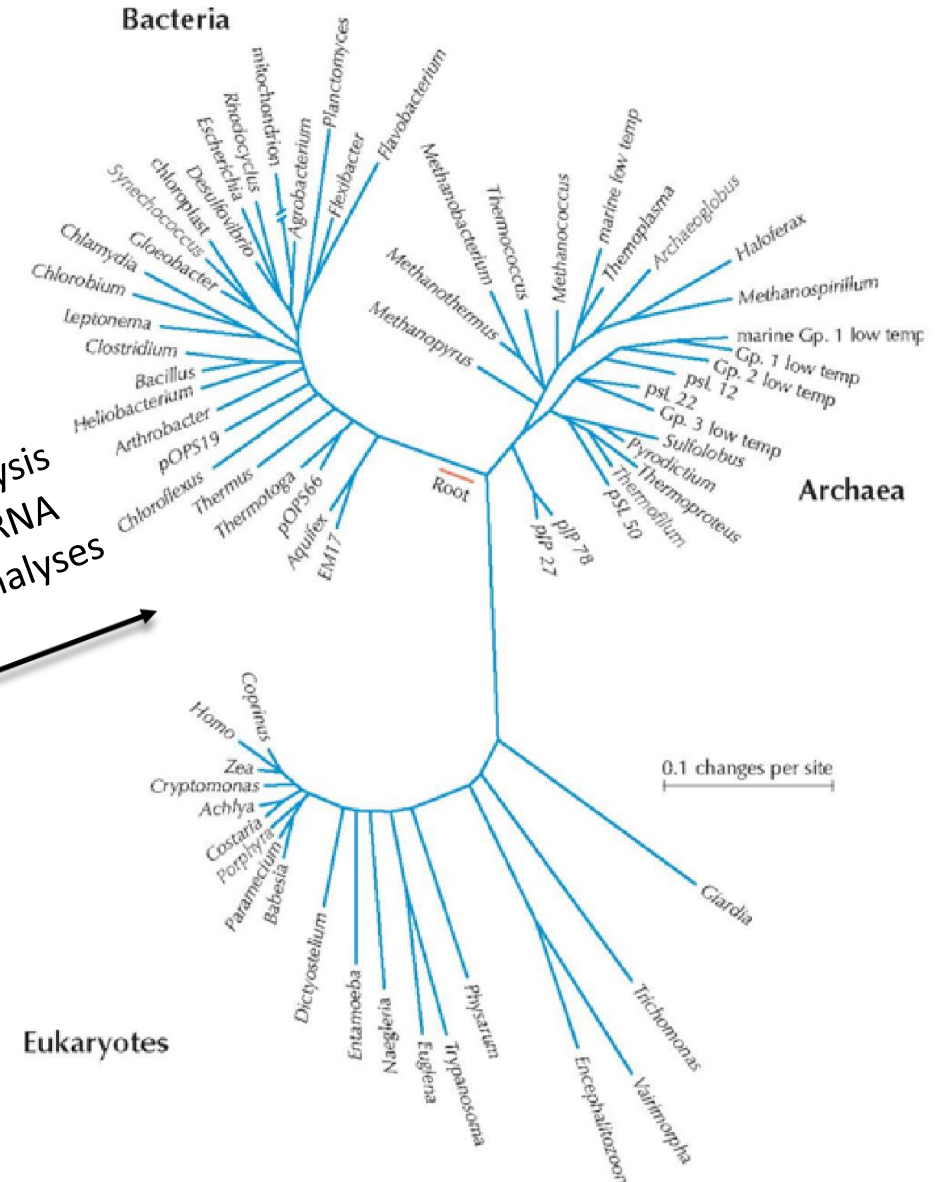 Bacteria
Planctomyces
mitochondrion
Flavobacterium
Rhodocyclus
Agrobacterium
Escherichia
Flexibacter
Desulfovibrio
chloroplast
Synechococcus
Gloeobacter
Chlamydia
Chlorobium
Leptonema
Clostridium
Bacillus
Heliobacterium
Arthrobacter
pOPS19
Chloroflexus
Thermus
Thermotoga
pOPS66
Aquifex
EM17
Root
Methanobacterium
Thermococcus
Methanococcus
marine low temp
Thermoplasma
Archaeoglobus
Haloferax
Methanothermus
Methanopyrus
Methanospirillum
marine Gp. 1 low temp
Gp. 1 low temp
Gp. 2 low temp
psL 12
psL 22
Gp. 3 low temp
Sulfolobus
Pyrodictium
Thermoproteus
Thermofilum
pSL 50
pJP 78
pJP 27
Archaea
ysis
RNA
nalyses
Coprinus
Homo
Zea
Cryptomonas
Achlya
Costaria
Porphyra
Paramecium
Babesia
Dictyostelium
Entamoeba
Naegleria
Euglena
Trypanosoma
Physarum
Encephalitozoon
Vairimorpha
Trichomonas
Giardia
0.1 changes per site
Eukaryotes